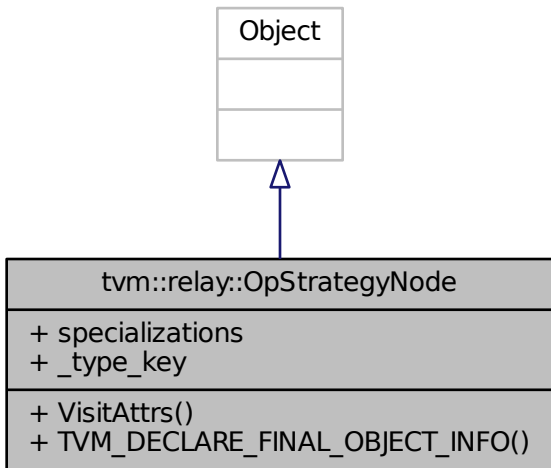 Object
tvm::relay::OpStrategyNode
+ specializations
+ _type_key
+ VisitAttrs()
+ TVM_DECLARE_FINAL_OBJECT_INFO()